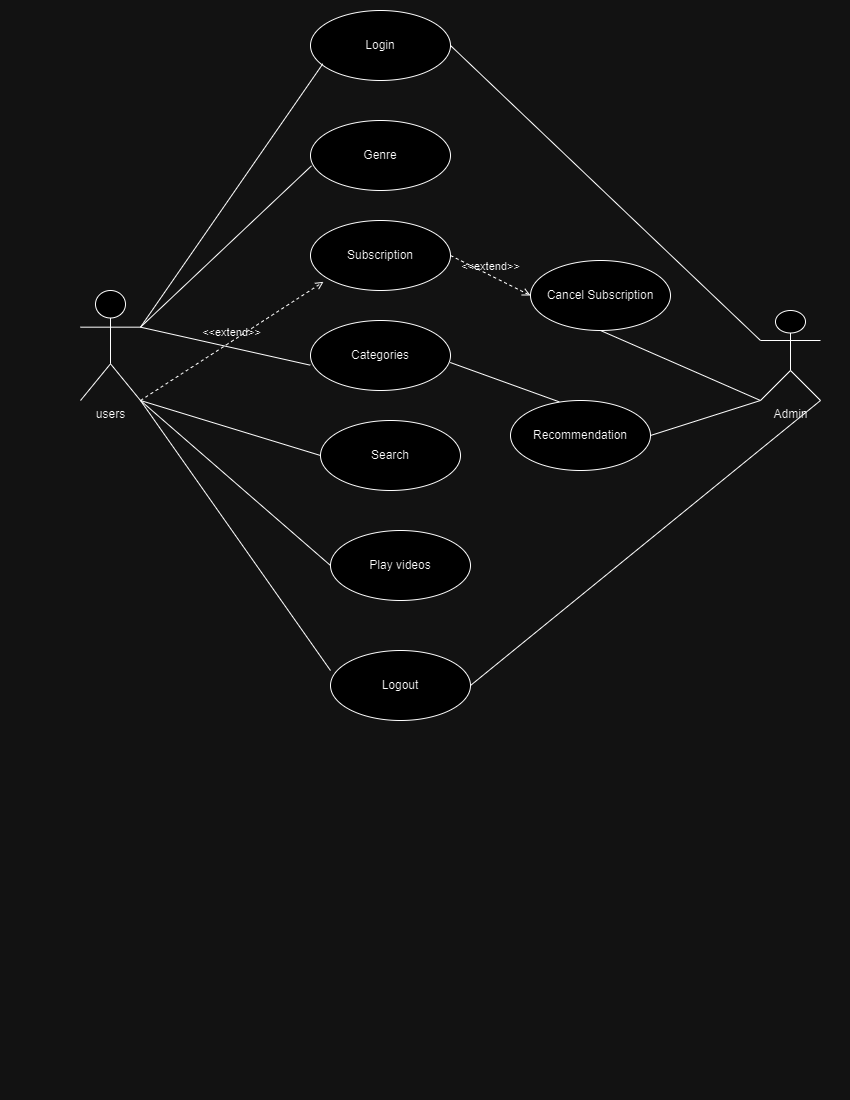 Login
Genre
Subscription
<<extend>>
Cancel Subscription
<<extend>>
Categories
users
Admin
Recommendation
Search
Play videos
Logout